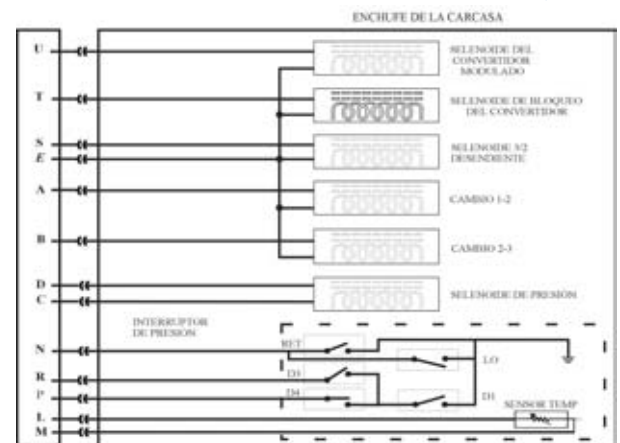 ENCHUFE DE LA CARCASA
U
SELENOIDE DEL
CONVERTIDOR
MODULADO
T
SELENOIDE DE BLOQUEO
DEL CONVERTIDOR
S
E
SELENOIDE 3/2
DESENDIENTE
A
CAMBIO 1-2
B
CAMBIO 2-3
D
C
SELENOIDE DE PRESIÓN
INTERRUPTOR
DE PRESION
N
RET
LO
R
D3
P
D4
D1
L
SENSOR TEMP
M